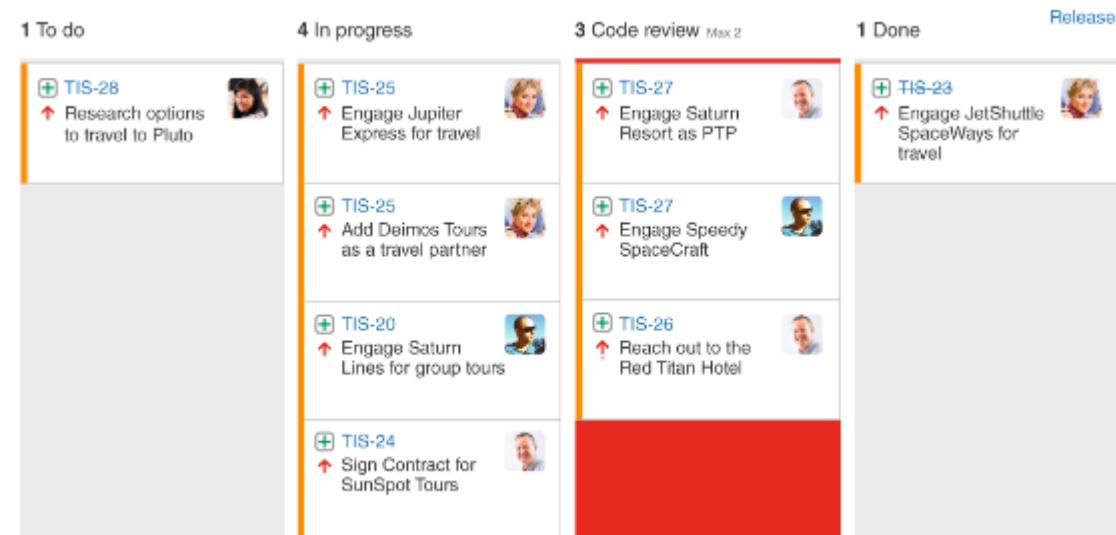 Release
1 To do
TIS-28
Research options
to travel to Pluto
4 In progress
TIS-25
Engage Jupiter
Express for travel
TIS-25
Add Deimos Tours
as a travel partner
TIS-20
Engage Saturn
Lines for group tours
TIS-24
Sign Contract for
SunSpot Tours
3 Code review Max 2
TIS-27
Engage Saturn
Resort as PTP
TIS-27
Engage Speedy
SpaceCraft
TIS-26
Reach out to the
Red Titan Hotel
1 Done
TIS-23
Engage JetShuttle
SpaceWays for
travel